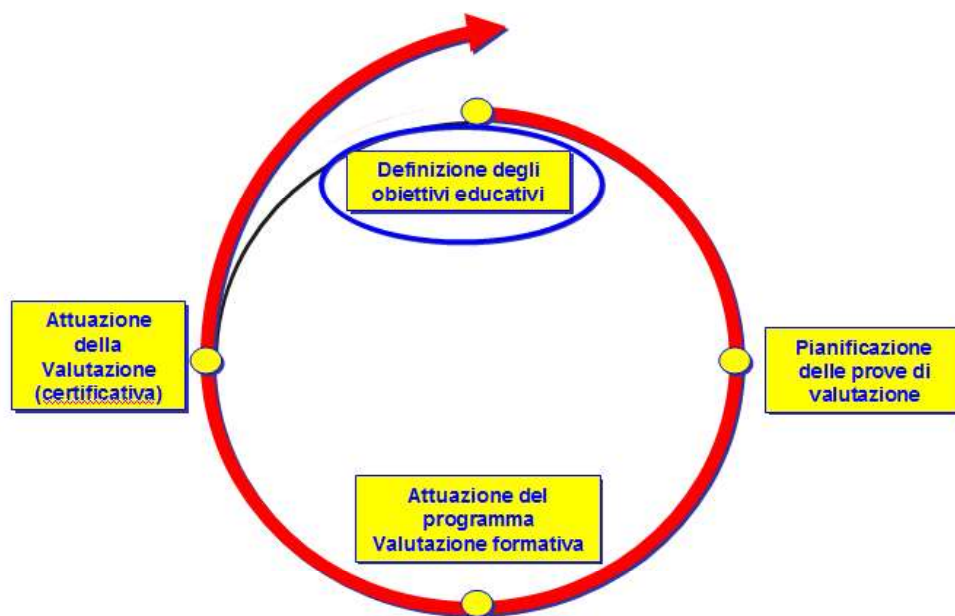 Definizione degli
obiettivi educativi
Attuazione
della
Valutazione
(certificativa)
Pianificazione
delle prove di
valutazione
Attuazione del
programma
Valutazione formativa